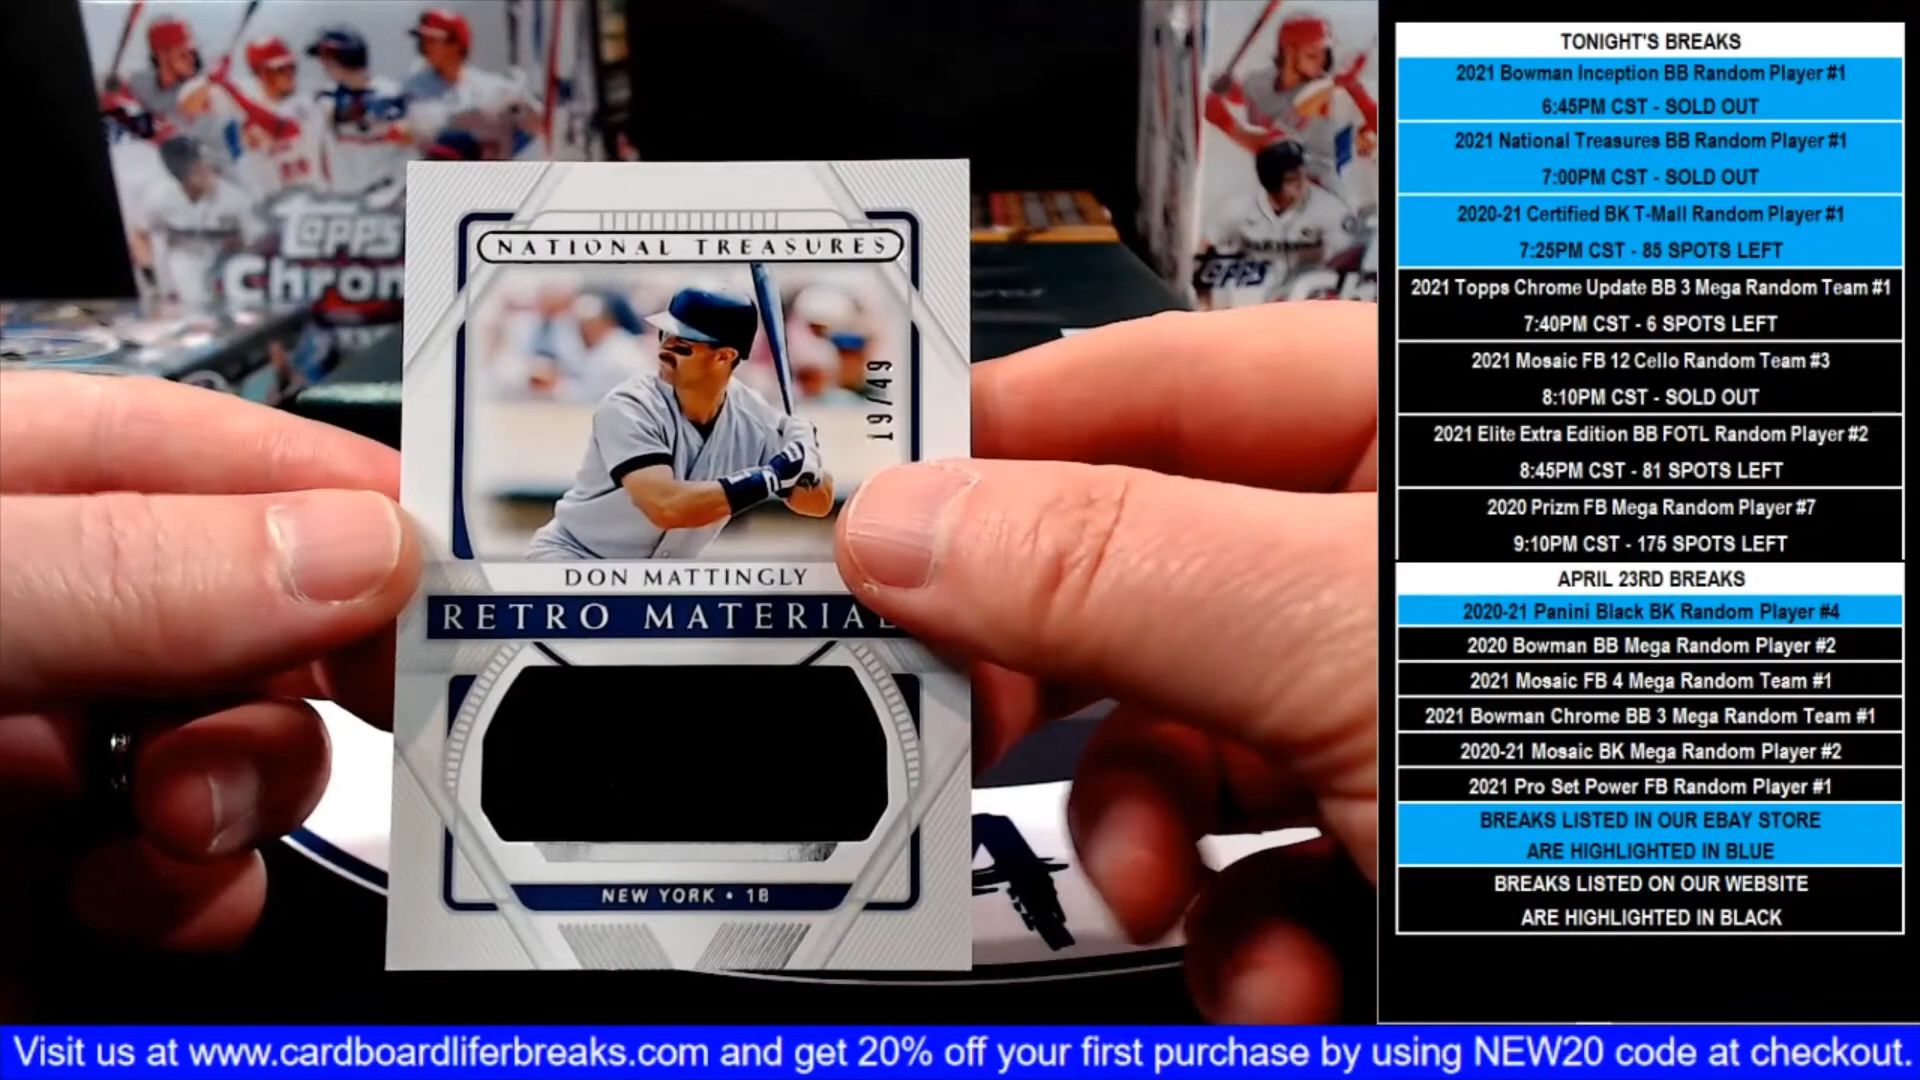 Topps
Chrom
TOPPS
NATIONAL TREASURES
19/49
DON MATTINGLY
RETRO MATERIAL
NEW YORK • 1B
TONIGHT'S BREAKS
2021 Bowman Inception BB Random Player #1
6:45PM CST - SOLD OUT
2021 National Treasures BB Random Player #1
7:00PM CST - SOLD OUT
2020-21 Certified BK T-Mall Random Player #1
7:25PM CST - 85 SPOTS LEFT
2021 Topps Chrome Update BB 3 Mega Random Team #1
7:40PM CST - 6 SPOTS LEFT
2021 Mosaic FB 12 Cello Random Team #3
8:10PM CST - SOLD OUT
2021 Elite Extra Edition BB FOTL Random Player #2
8:45PM CST - 81 SPOTS LEFT
2020 Prizm FB Mega Random Player #7
9:10PM CST - 175 SPOTS LEFT
APRIL 23RD BREAKS
2020-21 Panini Black BK Random Player #4
2020 Bowman BB Mega Random Player #2
2021 Mosaic FB 4 Mega Random Team #1
2021 Bowman Chrome BB 3 Mega Random Team #1
2020-21 Mosaic BK Mega Random Player #2
2021 Pro Set Power FB Random Player #1
BREAKS LISTED IN OUR EBAY STORE
ARE HIGHLIGHTED IN BLUE
BREAKS LISTED ON OUR WEBSITE
ARE HIGHLIGHTED IN BLACK
Visit us at www.cardboardliferbreaks.com and get 20% off your first purchase by using NEW20 code at checkout.